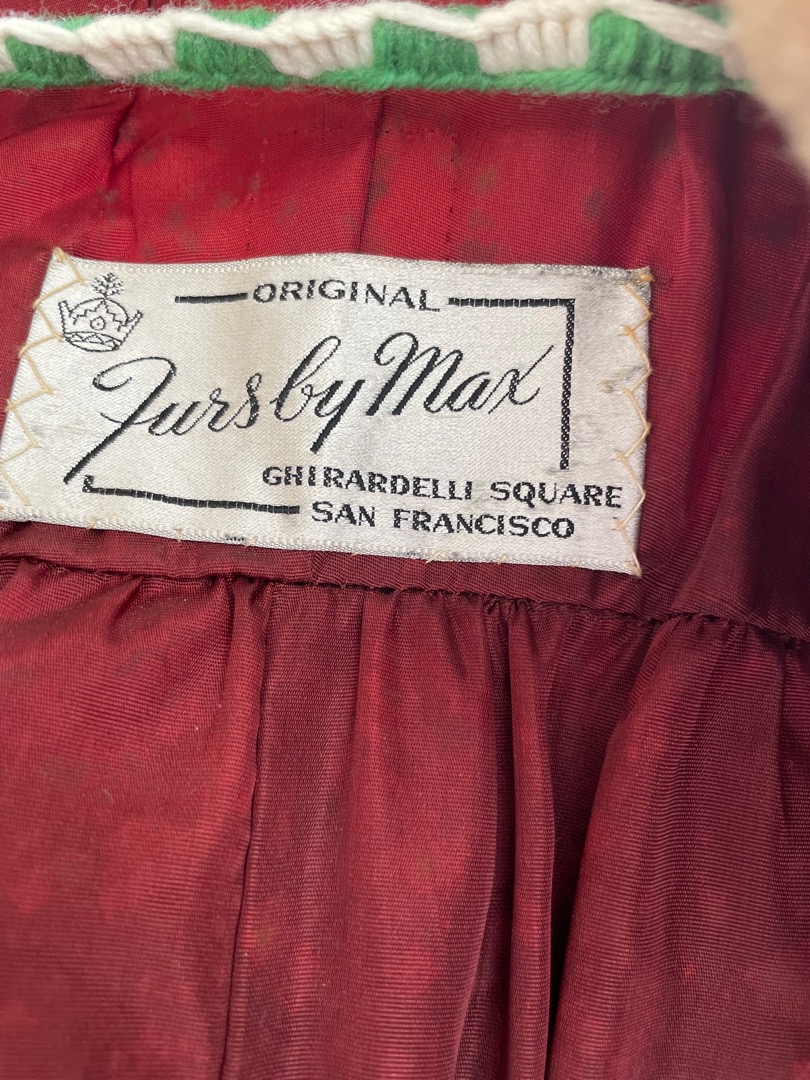 ORIGINAL
Furs by Max
GHIRARDELLI SQUARE
SAN FRANCISCO